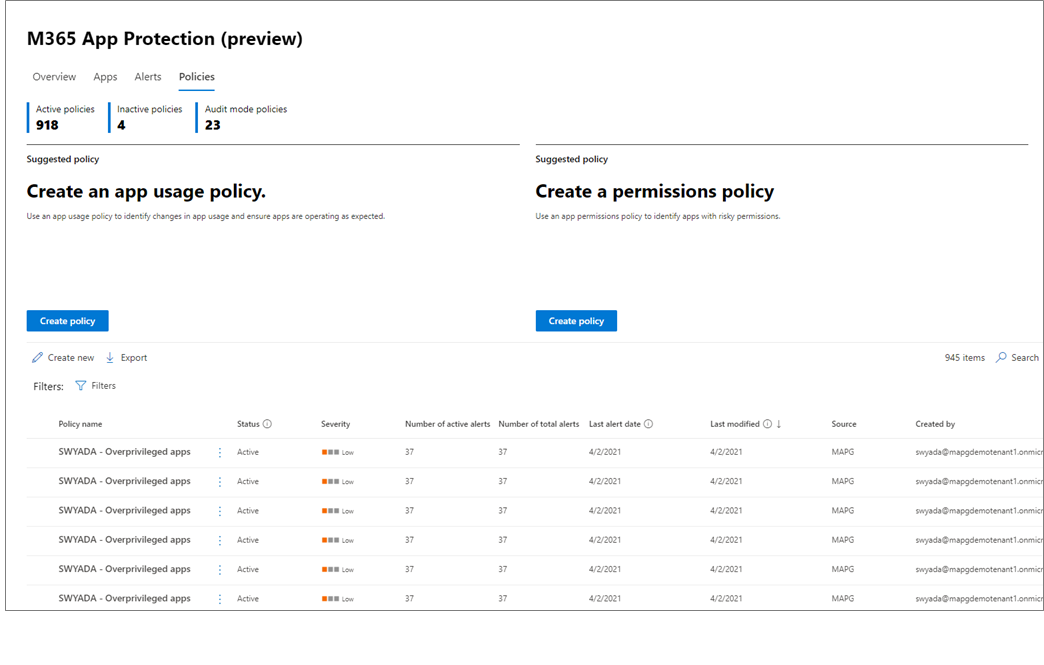 M365 App Protection (preview)
Overview Apps Alerts Policies
Active policies Inactive policies Audit mode policies
918 4 23
Suggested policy
Create an app usage policy.
Use an app usage policy to identify changes in app usage and ensure apps are operating as expected.
Create policy
Suggested policy
Create a permissions policy
Use an app permissions policy to identify apps with risky permissions.
Create policy
Create new Export 945 items Search
Filters: Filters
Policy name Status Severity Number of active alerts Number of total alerts Last alert date Last modified ↓ Source Created by
SWYADA - Overprivileged apps Active Low 37 37 4/2/2021 4/2/2021 MAPG swyada@mapgdemotenant1.onmicr
SWYADA - Overprivileged apps Active Low 37 37 4/2/2021 4/2/2021 MAPG swyada@mapgdemotenant1.onmicr
SWYADA - Overprivileged apps Active Low 37 37 4/2/2021 4/2/2021 MAPG swyada@mapgdemotenant1.onmicr
SWYADA - Overprivileged apps Active Low 37 37 4/2/2021 4/2/2021 MAPG swyada@mapgdemotenant1.onmicr
SWYADA - Overprivileged apps Active Low 37 37 4/2/2021 4/2/2021 MAPG swyada@mapgdemotenant1.onmicr
SWYADA - Overprivileged apps Active Low 37 37 4/2/2021 4/2/2021 MAPG swyada@mapgdemotenant1.onmicr